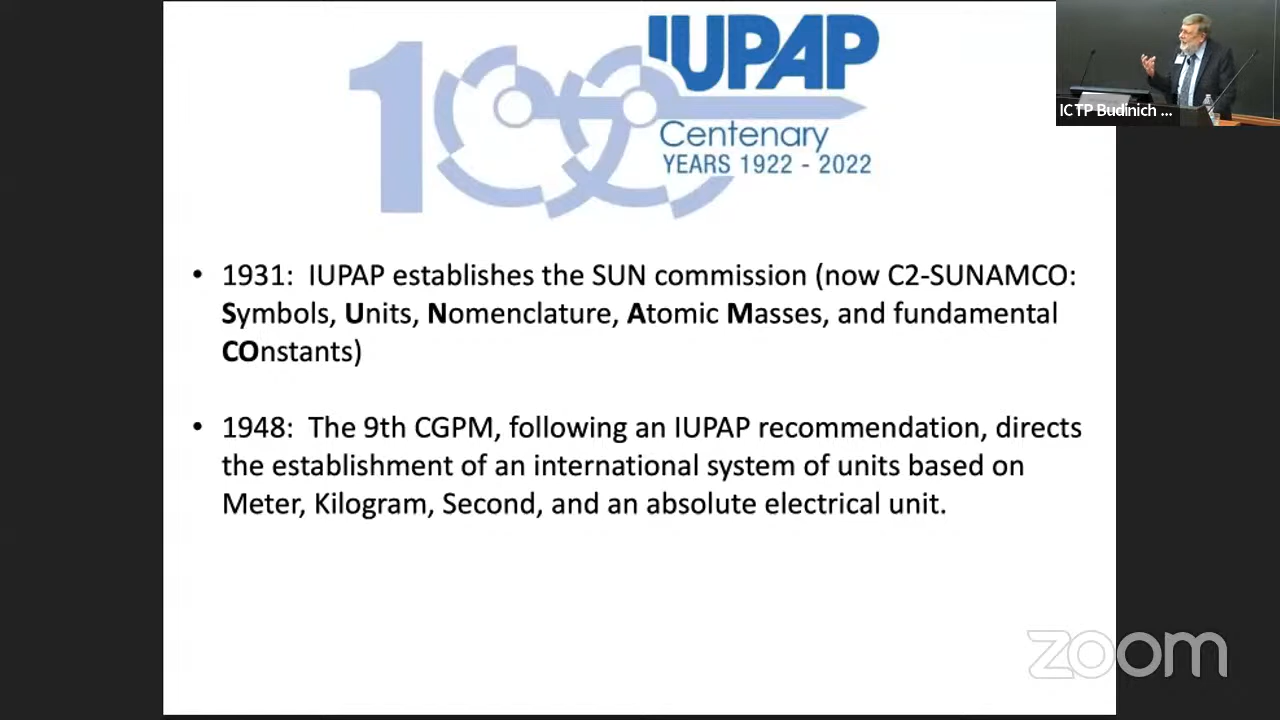 100 IUPAP
Centenary
YEARS 1922 - 2022
ICTP Budinich ...
• 1931: IUPAP establishes the SUN commission (now C2-SUNAMCO:
Symbols, Units, Nomenclature, Atomic Masses, and fundamental
COnstants)
• 1948: The 9th CGPM, following an IUPAP recommendation, directs
the establishment of an international system of units based on
Meter, Kilogram, Second, and an absolute electrical unit.
zoom